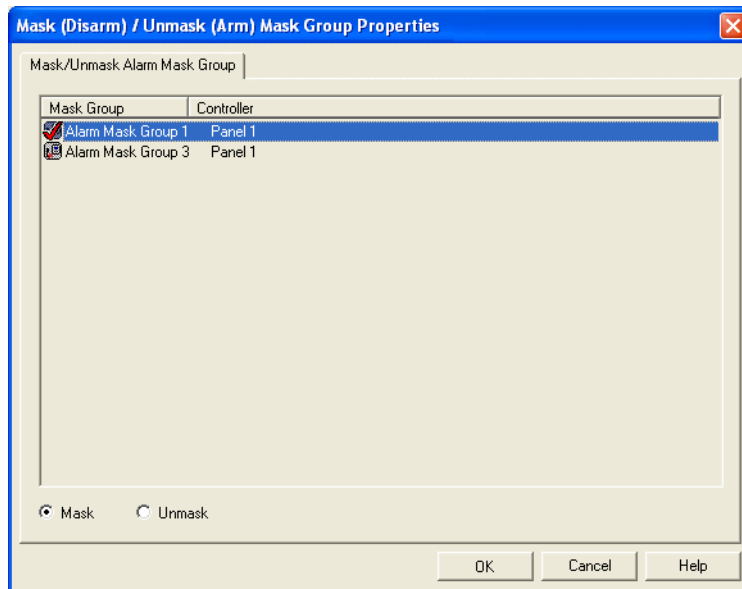 Mask (Disarm) / Unmask (Arm) Mask Group Properties
Mask/Unmask Alarm Mask Group
Mask Group Controller
Alarm Mask Group 1 Panel 1
Alarm Mask Group 3 Panel 1
Mask Unmask
OK Cancel Help